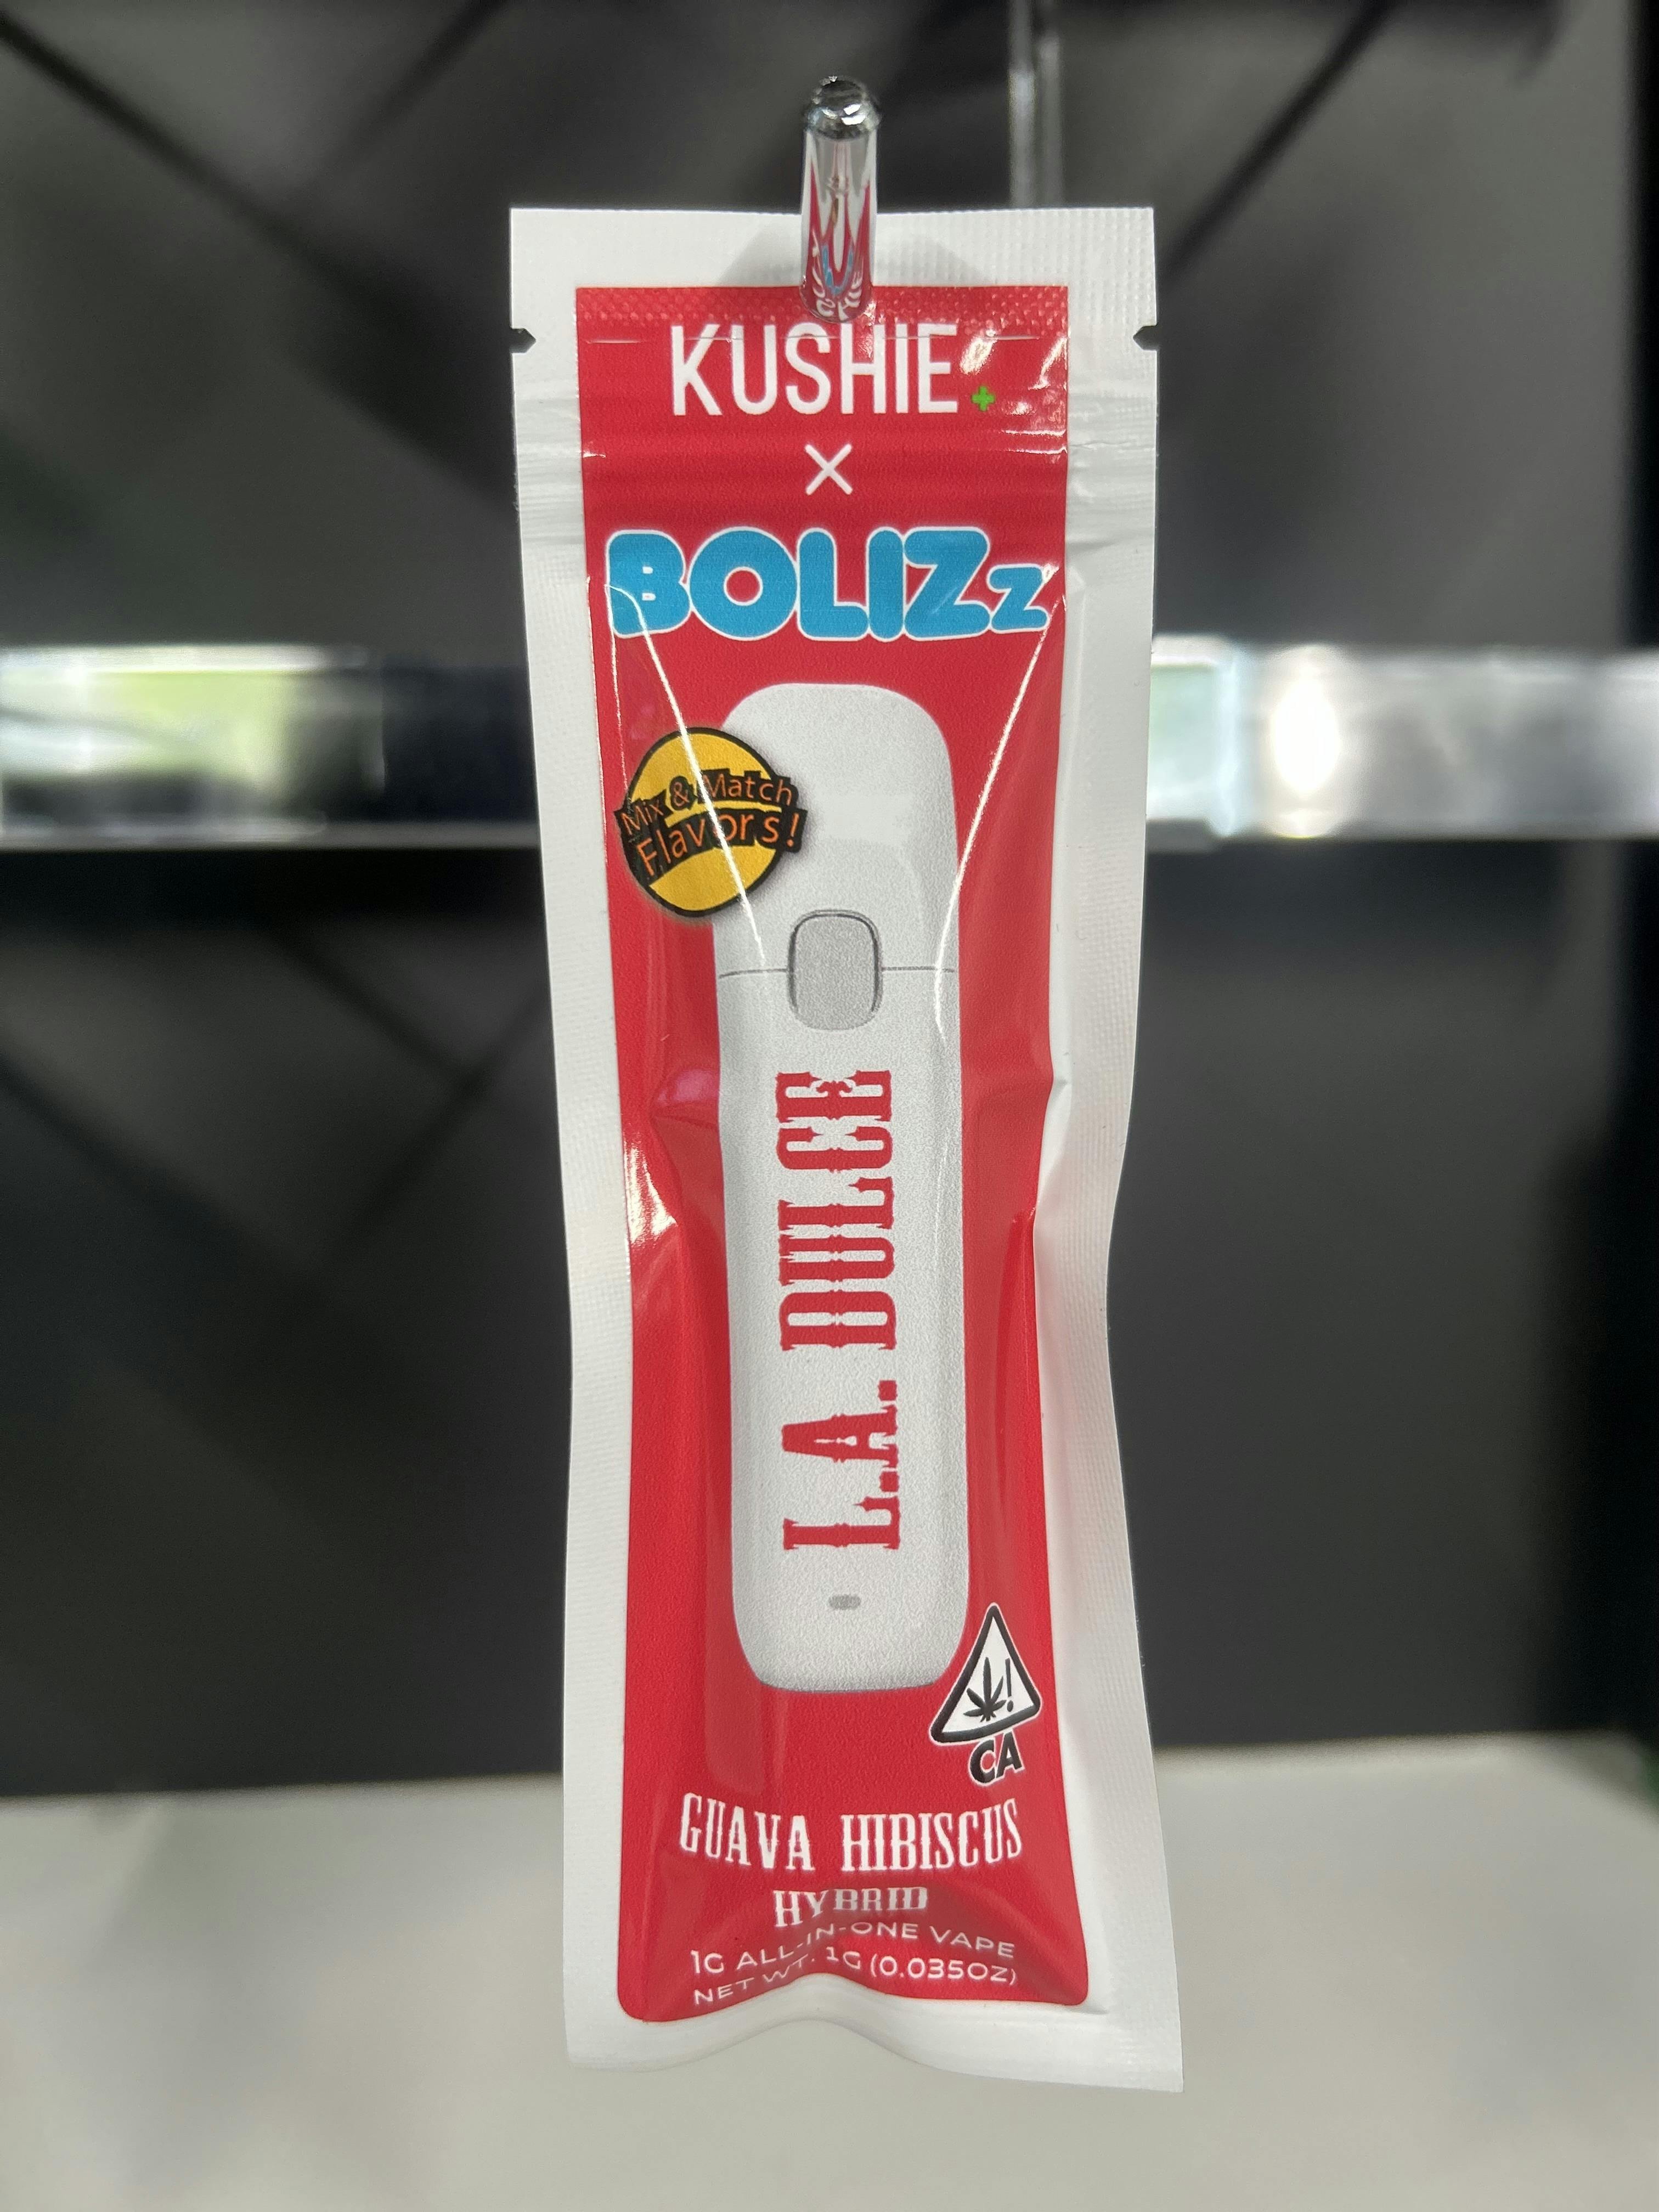 KUSHIE+
X
BOLIZz
Mix & Match
Flavors!
L.A. DULCE
!
CA
GUAVA HIBISCUS
HYBRID
1G ALL-IN-ONE VAPE
NET WT. 1G (0.035OZ)